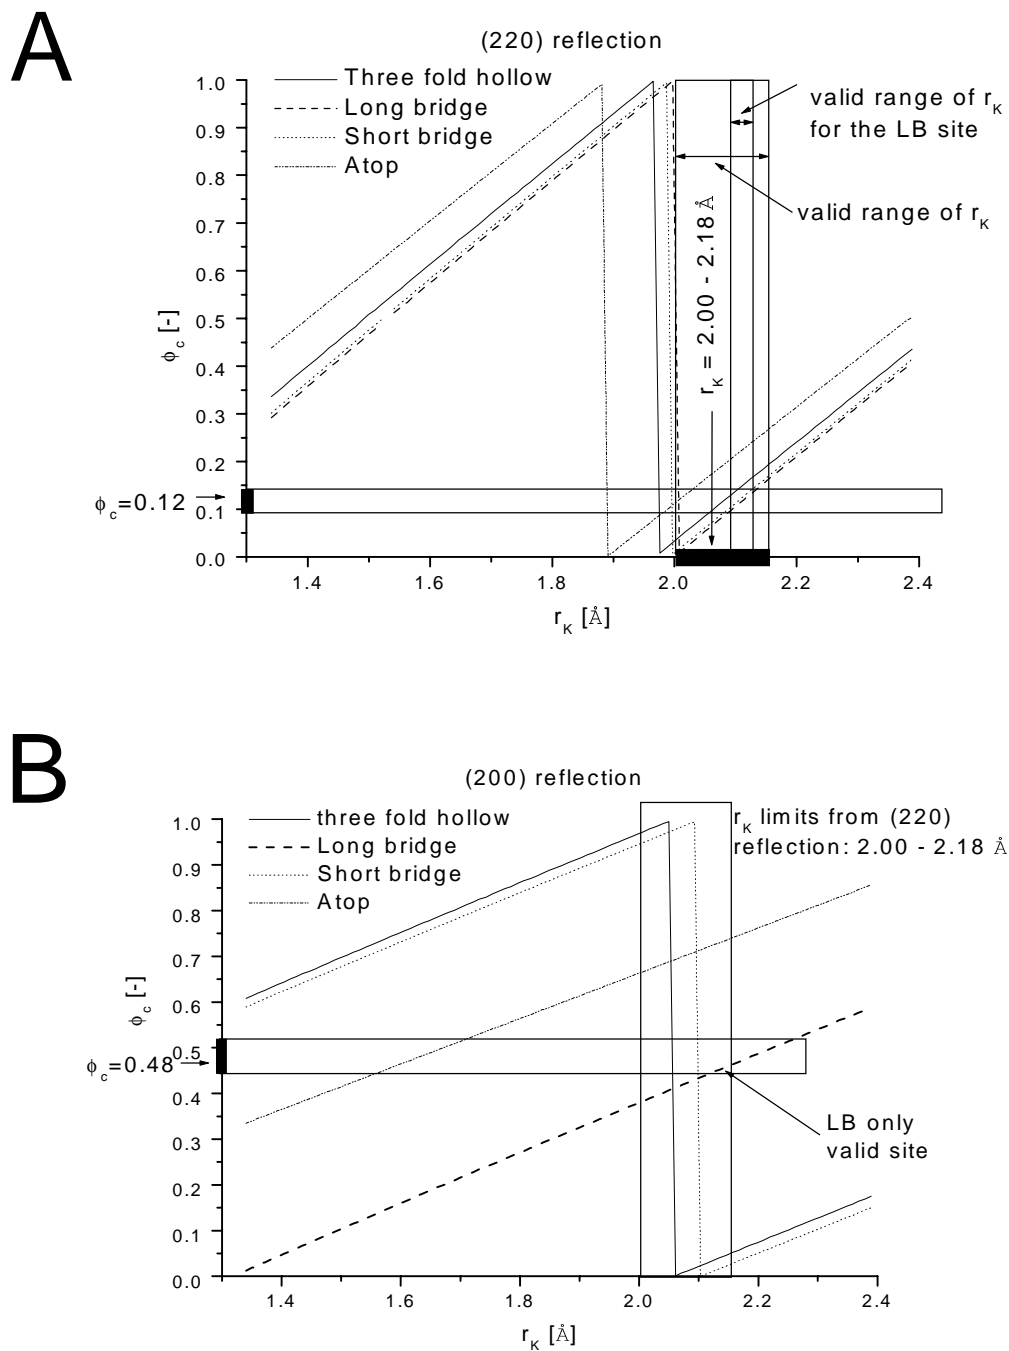 A
(220) reflection
Three fold hollow
Long bridge
Short bridge
Atop
valid range of r_K
for the LB site
valid range of r_K
r_K = 2.00 - 2.18 Å
1.0
0.9
0.8
0.7
0.6
0.5
0.4
0.3
0.2
0.1
0.0
ϕ_c [-]
ϕ_c=0.12
1.4 1.6 1.8 2.0 2.2 2.4
r_K [Å]
B
(200) reflection
three fold hollow
Long bridge
Short bridge
Atop
r_K limits from (220)
reflection: 2.00 - 2.18 Å
1.0
0.9
0.8
0.7
0.6
0.5
0.4
0.3
0.2
0.1
0.0
ϕ_c [-]
ϕ_c=0.48
LB only
valid site
1.4 1.6 1.8 2.0 2.2 2.4
r_K [Å]